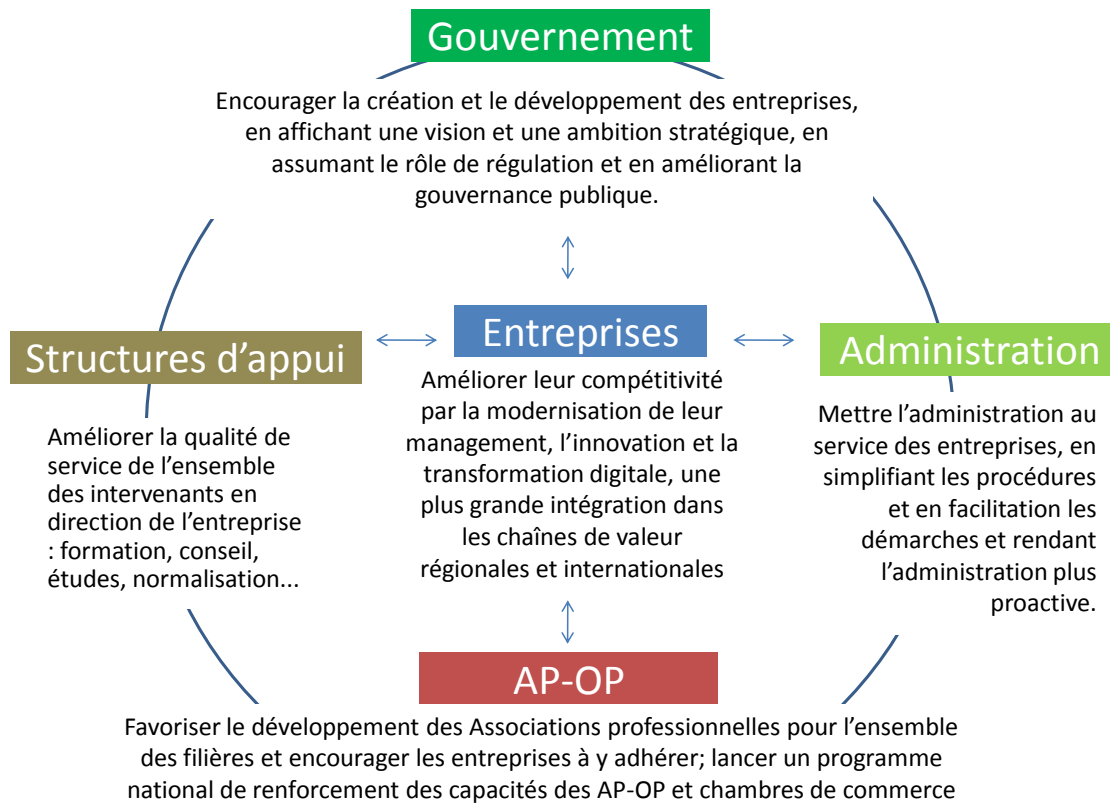 Gouvernement
Encourager la création et le développement des entreprises,
en affichant une vision et une ambition stratégique, en
assumant le rôle de régulation et en améliorant la
gouvernance publique.
Structures d’appui
Améliorer la qualité de
service de l’ensemble
des intervenants en
direction de l’entreprise
: formation, conseil,
études, normalisation...
Entreprises
Améliorer leur compétitivité
par la modernisation de leur
management, l’innovation et la
transformation digitale, une
plus grande intégration dans
les chaînes de valeur
régionales et internationales
Administration
Mettre l’administration au
service des entreprises, en
simplifiant les procédures
et en facilitation les
démarches et rendant
l’administration plus
proactive.
AP-OP
Favoriser le développement des Associations professionnelles pour l’ensemble
des filières et encourager les entreprises à y adhérer; lancer un programme
national de renforcement des capacités des AP-OP et chambres de commerce